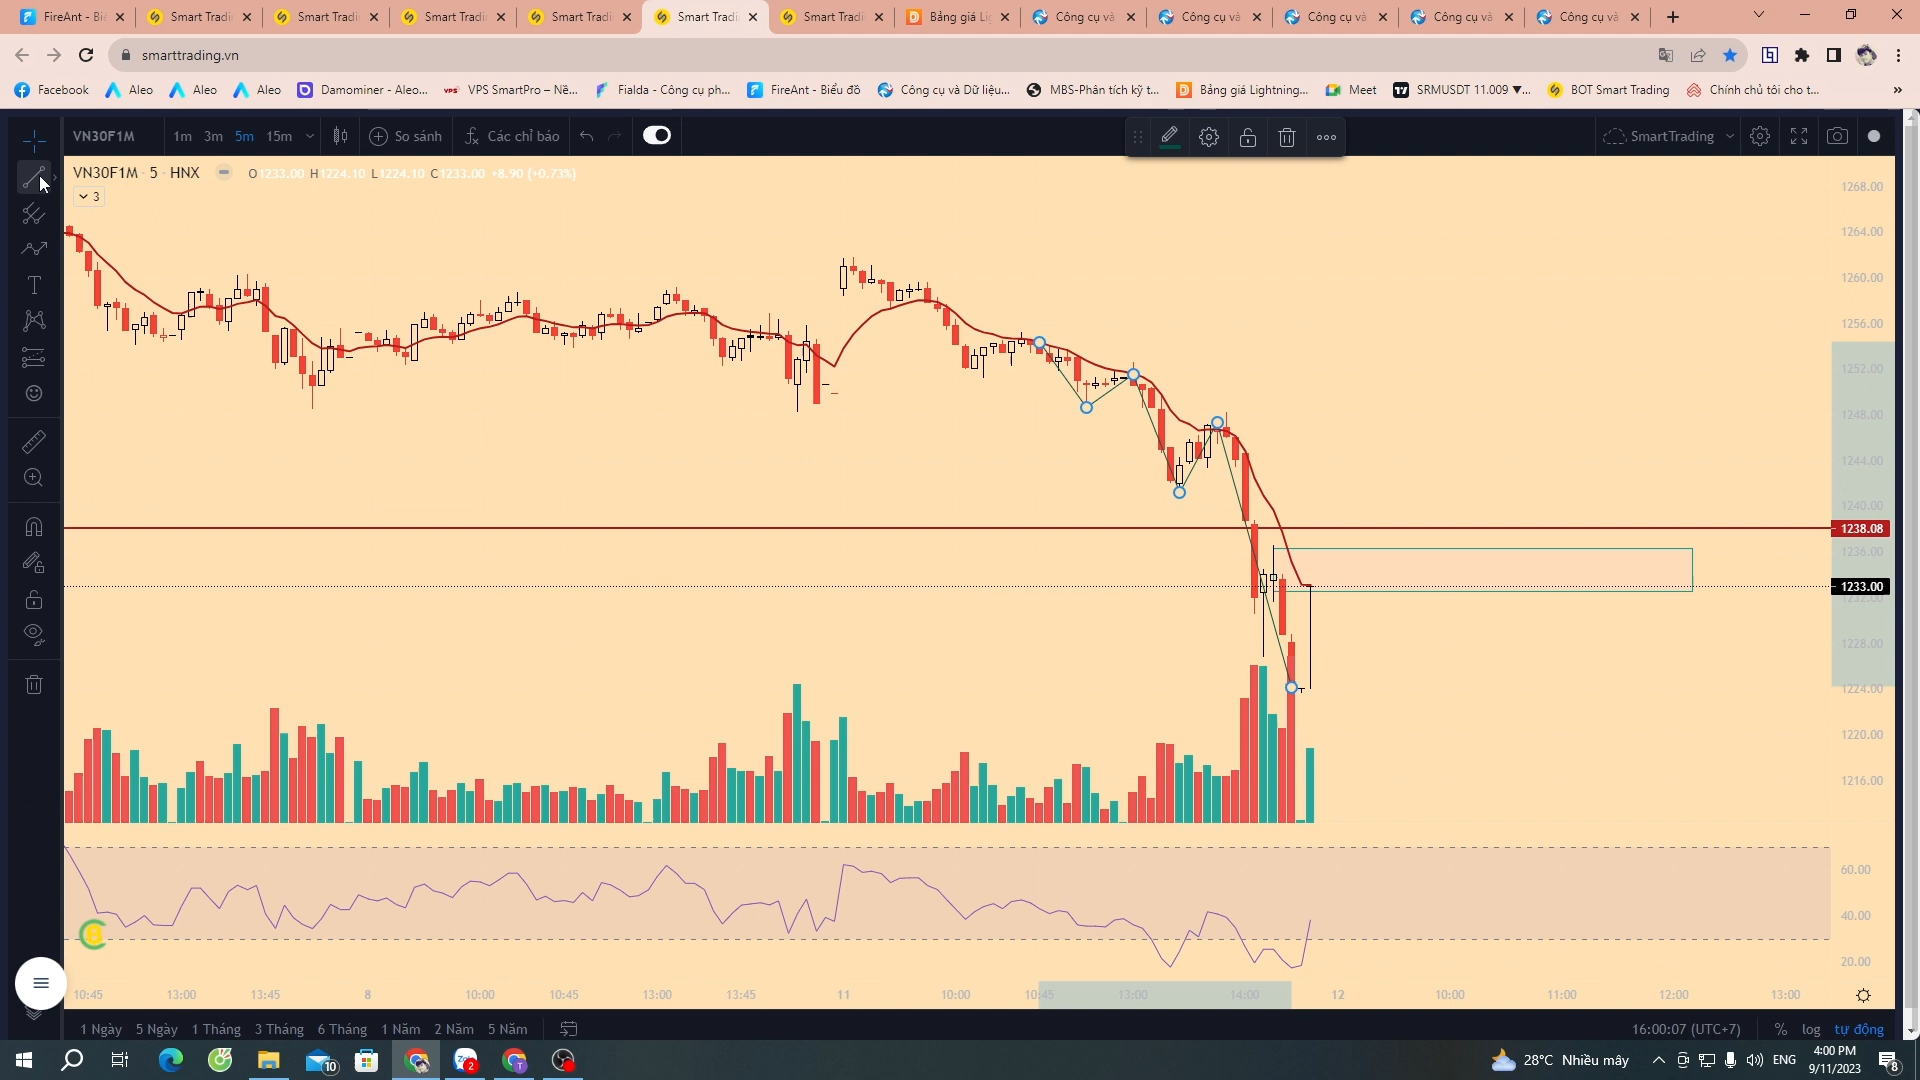 FireAnt - Biể
Smart Tradi
Smart Tradi
Smart Tradi
Smart Tradi
Smart Tradi
Smart Tradi
Bảng giá Lig
Công cụ và
Công cụ và
Công cụ và
Công cụ và
Công cụ và
smarttrading.vn
Facebook
Aleo
Aleo
Aleo
Damominer - Aleo...
VPS SmartPro – Nề...
Fialda - Công cụ ph...
FireAnt - Biểu đồ
Công cụ và Dữ liệu...
MBS-Phân tích kỹ t...
Bảng giá Lightning...
Meet
SRMUSDT 11.009 ▼...
BOT Smart Trading
Chính chủ tôi cho t...
»
VN30F1M
1m 3m 5m 15m
So sánh
Các chỉ báo
SmartTrading
VN30F1M · 5 · HNX
O1233.00 H1224.10 L1224.10 C1233.00 +8.90 (+0.73%)
3
1268.00
1264.00
1260.00
1256.00
1252.00
1248.00
1244.00
1240.00
1238.08
1236.00
1233.00
1228.00
1224.00
1220.00
1216.00
60.00
40.00
20.00
10:45 13:00 13:45 8 10:00 10:45 13:00 13:45 11 10:00 10:45 13:00 14:00 12 10:00 11:00 12:00 13:00
1 Ngày 5 Ngày 1 Tháng 3 Tháng 6 Tháng 1 Năm 2 Năm 5 Năm
16:00:07 (UTC+7) % log tự động
10
2
28°C Nhiều mây
ENG
4:00 PM
9/11/2023
8